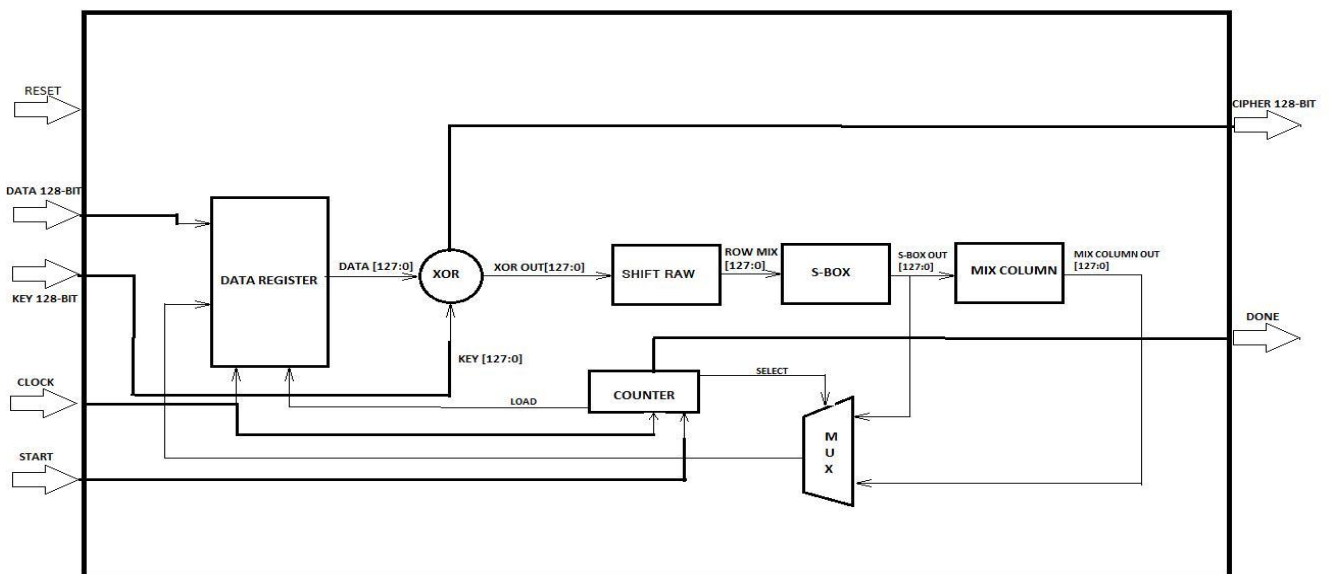 RESET
CIPHER 128-BIT
DATA 128-BIT
KEY 128-BIT
CLOCK
START
DATA REGISTER
DATA [127:0]
XOR
XOR OUT[127:0]
KEY [127:0]
SHIFT RAW
ROW MIX
[127:0]
S-BOX
S-BOX OUT
[127:0]
MIX COLUMN
MIX COLUMN OUT
[127:0]
DONE
COUNTER
SELECT
LOAD
M
U
X